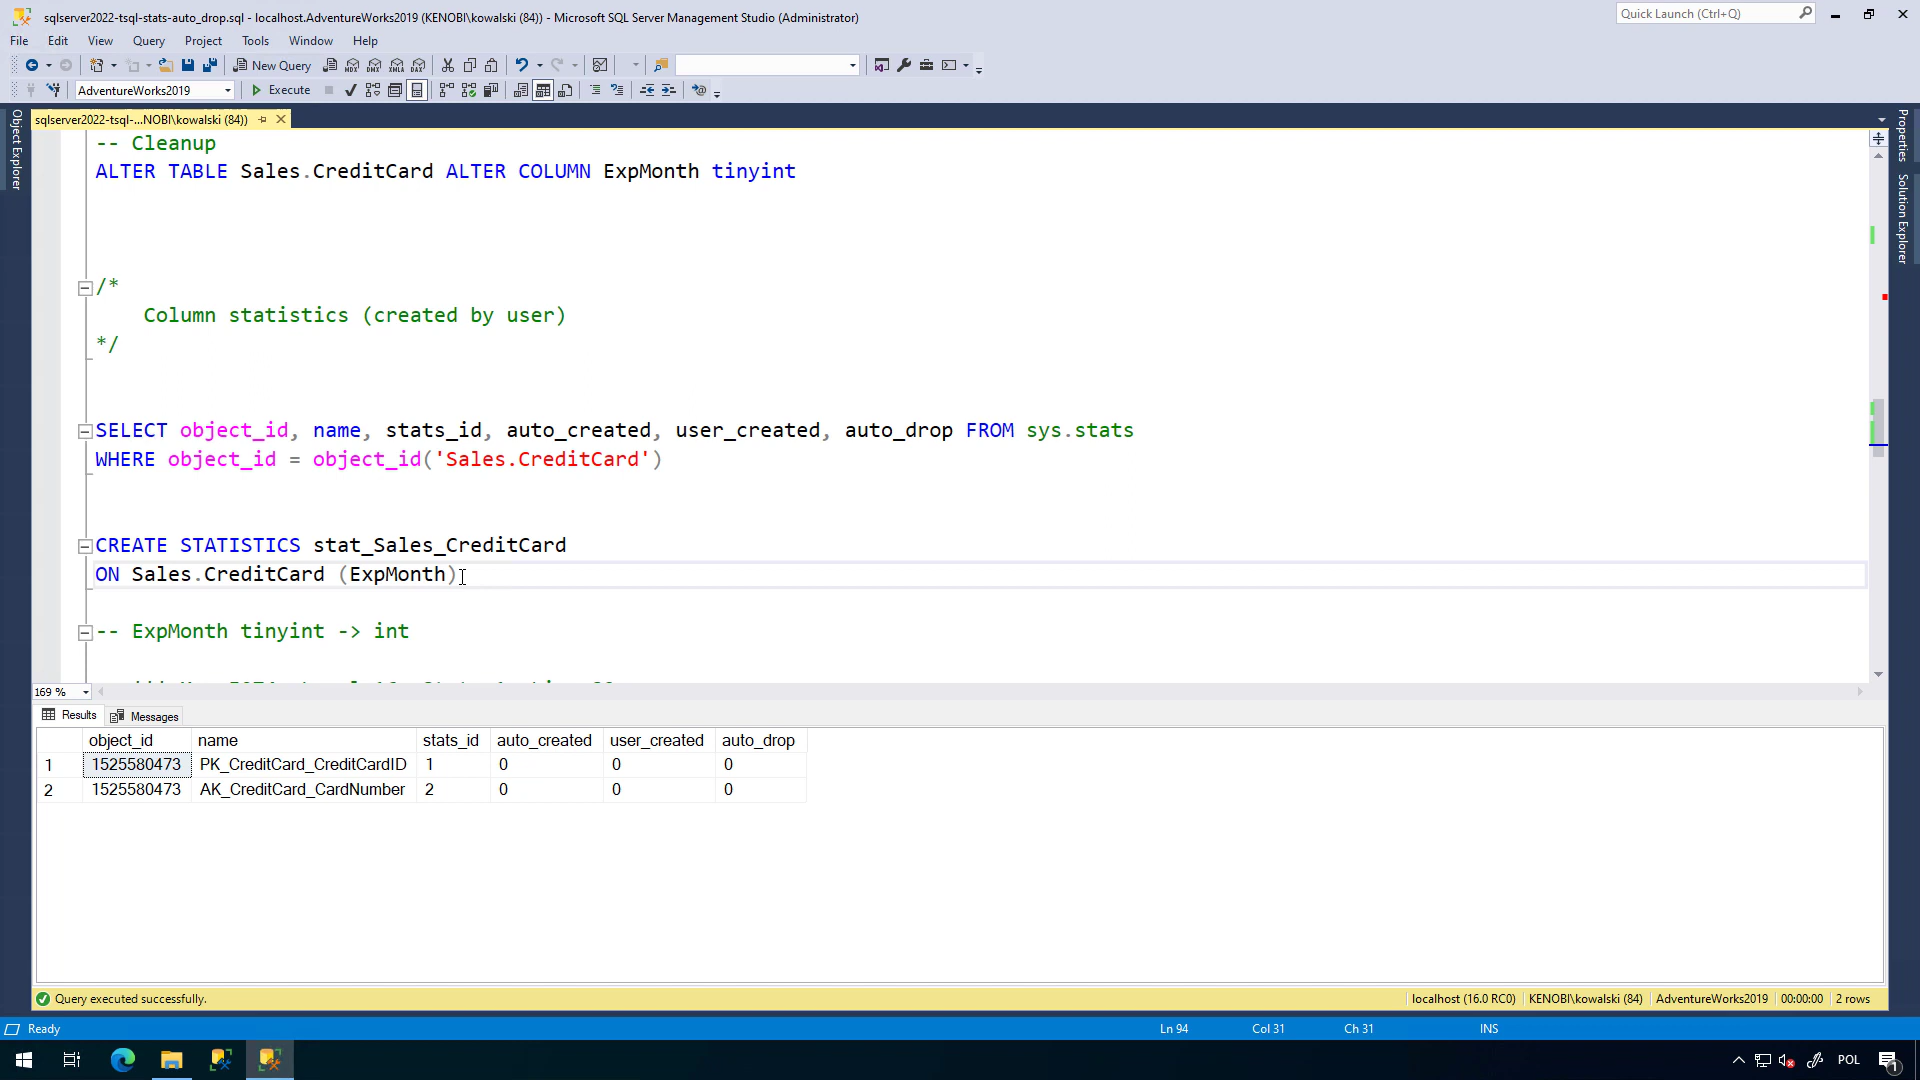 sqlserver2022-tsql-stats-auto_drop.sql - localhost.AdventureWorks2019 (KENOBI\kowalski (84)) - Microsoft SQL Server Management Studio (Administrator)
Quick Launch (Ctrl+Q)
File Edit View Query Project Tools Window Help
New Query
AdventureWorks2019 Execute
sqlserver2022-tsql-...NOBI\kowalski (84))
Object Explorer
Properties
Solution Explorer
-- Cleanup
ALTER TABLE Sales.CreditCard ALTER COLUMN ExpMonth tinyint
/*
Column statistics (created by user)
*/
SELECT object_id, name, stats_id, auto_created, user_created, auto_drop FROM sys.stats
WHERE object_id = object_id('Sales.CreditCard')
CREATE STATISTICS stat_Sales_CreditCard
ON Sales.CreditCard (ExpMonth)
-- ExpMonth tinyint -> int
169 %
Results Messages
object_id name stats_id auto_created user_created auto_drop
1 1525580473 PK_CreditCard_CreditCardID 1 0 0 0
2 1525580473 AK_CreditCard_CardNumber 2 0 0 0
Query executed successfully. localhost (16.0 RC0) KENOBI\kowalski (84) AdventureWorks2019 00:00:00 2 rows
Ready Ln 94 Col 31 Ch 31 INS
POL 1